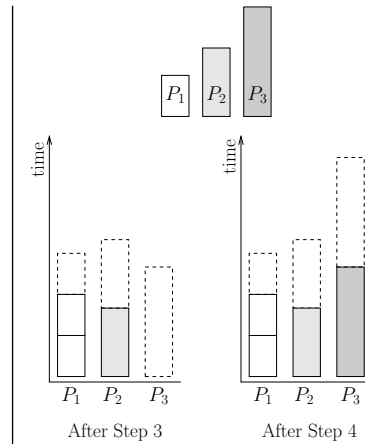 P₁ P₂ P₃
time time
P₁ P₂ P₃ P₁ P₂ P₃
After Step 3 After Step 4